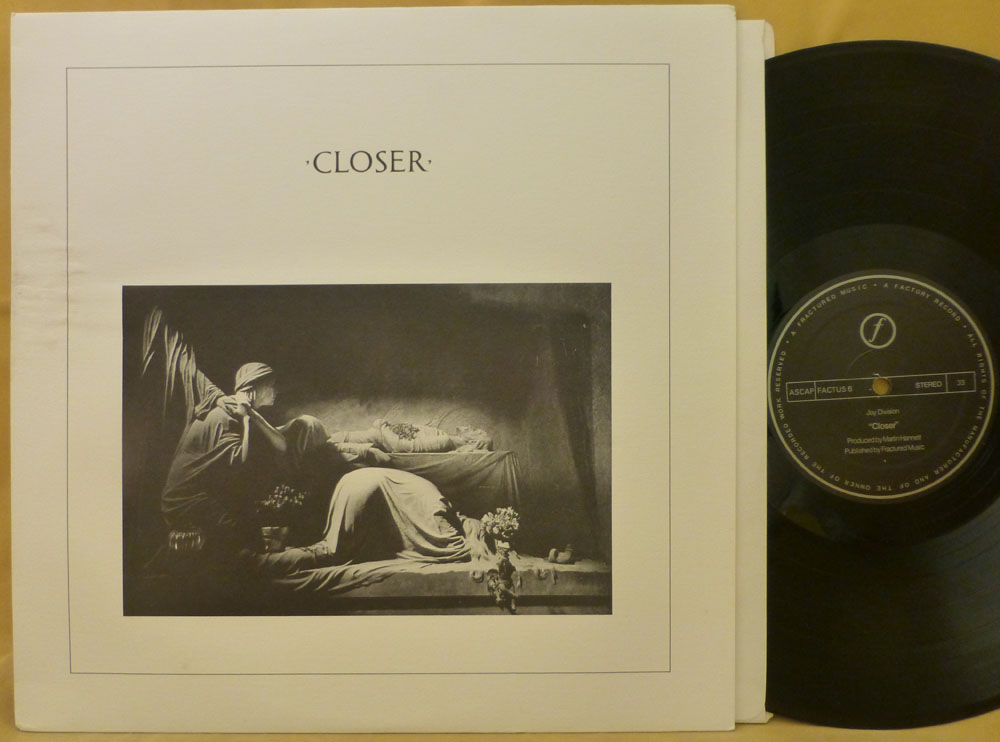 ·CLOSER·
A FRACTURED MUSIC • A FACTORY RECORD • ALL RIGHTS OF THE MANUFACTURER AND OF THE OWNER OF THE RECORDED WORK RESERVED •
f
ASCAP FACTUS 6 STEREO 33
Joy Division
"Closer"
Produced by Martin Hannett
Published by Fractured Music